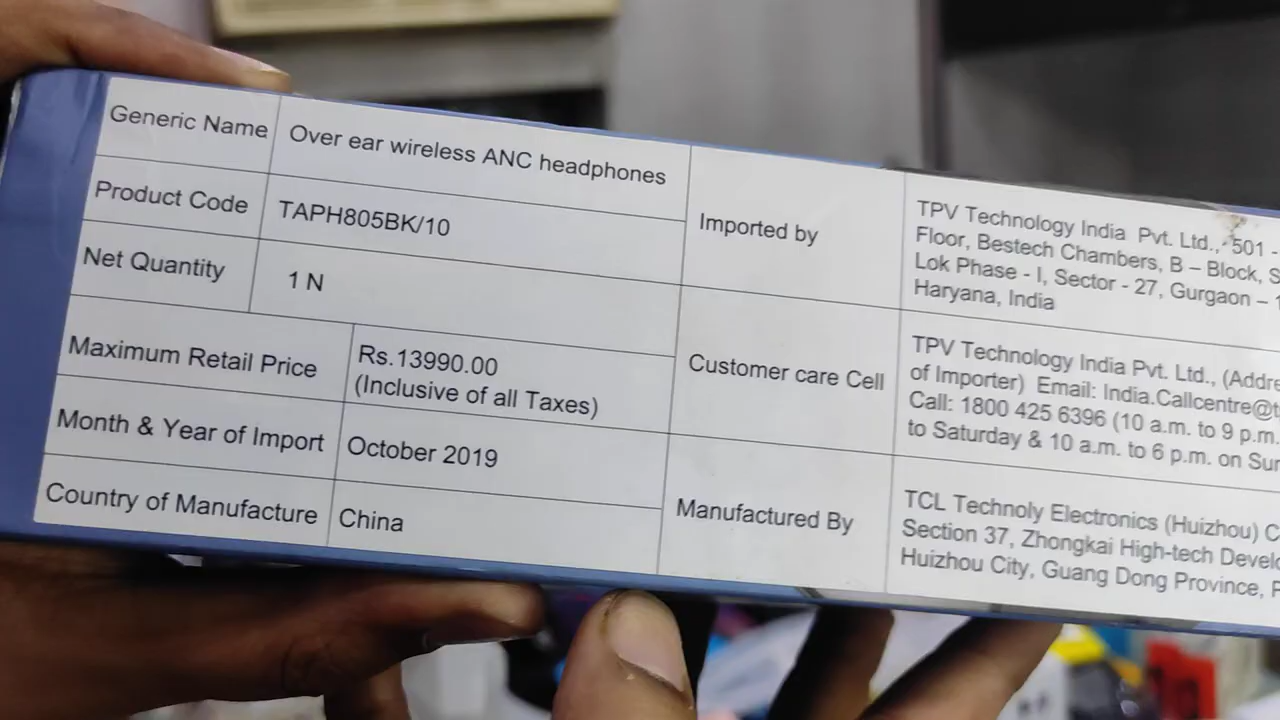 Generic Name
Over ear wireless ANC headphones
Product Code
TAPH805BK/10
Net Quantity
1 N
Maximum Retail Price
Rs.13990.00
(Inclusive of all Taxes)
Month & Year of Import
October 2019
Country of Manufacture
China
Imported by
TPV Technology India Pvt. Ltd., 501 -
Floor, Bestech Chambers, B – Block, S
Lok Phase - I, Sector - 27, Gurgaon – 1
Haryana, India
Customer care Cell
TPV Technology India Pvt. Ltd., (Addre
of Importer) Email: India.Callcentre@t
Call: 1800 425 6396 (10 a.m. to 9 p.m.
to Saturday & 10 a.m. to 6 p.m. on Sun
Manufactured By
TCL Technoly Electronics (Huizhou) C
Section 37, Zhongkai High-tech Develo
Huizhou City, Guang Dong Province, P